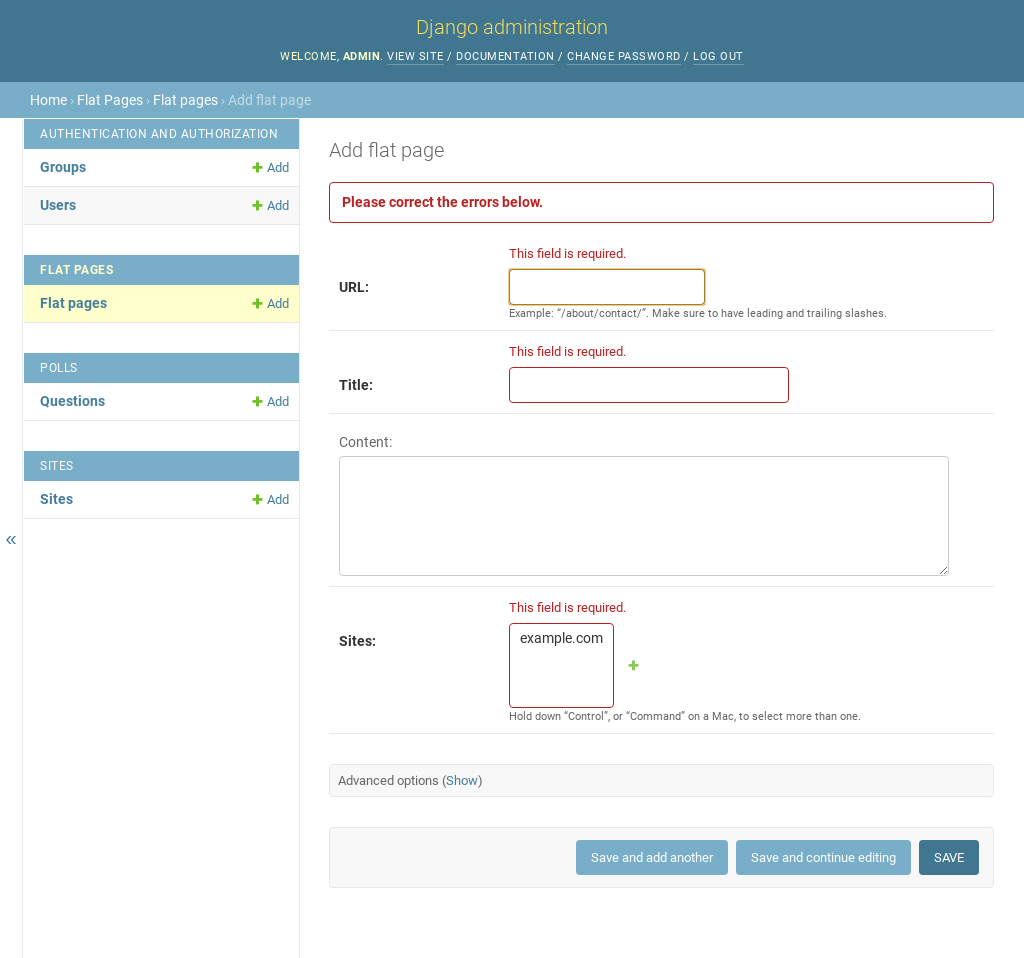 Django administration
WELCOME, ADMIN. VIEW SITE / DOCUMENTATION / CHANGE PASSWORD / LOG OUT
Home › Flat Pages › Flat pages › Add flat page
AUTHENTICATION AND AUTHORIZATION
Groups
Add
Users
Add
FLAT PAGES
Flat pages
Add
POLLS
Questions
Add
SITES
Sites
Add
«
Add flat page
Please correct the errors below.
This field is required.
URL:
Example: “/about/contact/”. Make sure to have leading and trailing slashes.
This field is required.
Title:
Content:
This field is required.
Sites:
example.com
Hold down “Control”, or “Command” on a Mac, to select more than one.
Advanced options (Show)
Save and add another
Save and continue editing
SAVE